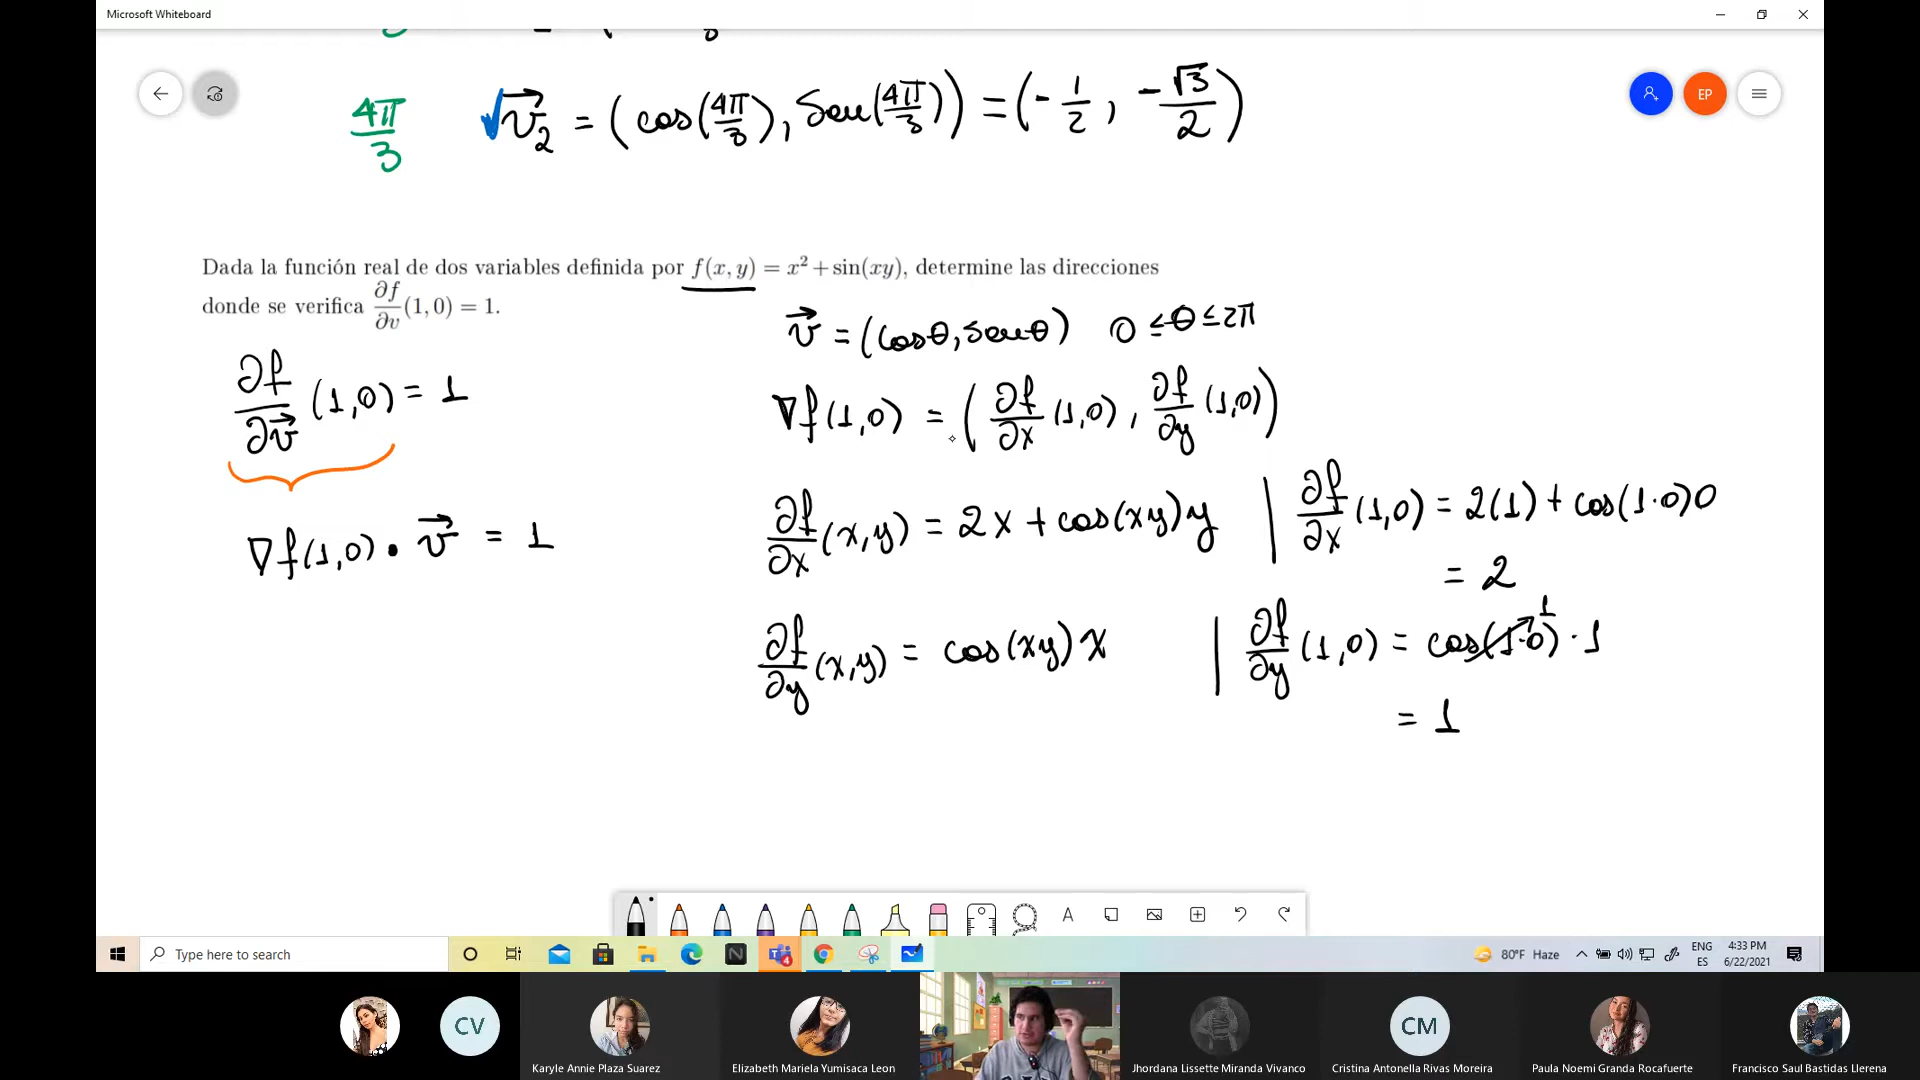 Microsoft Whiteboard
EP
4π/3 v⃗₂ = (cos(4π/3), Sen(4π/3)) = (-1/2, -√3/2)
Dada la función real de dos variables definida por f(x, y) = x² + sin(xy), determine las direcciones
donde se verifica ∂f/∂v (1, 0) = 1.
v⃗ = (cosθ, senθ) 0 ≤ θ ≤ 2π
∂f/∂v⃗ (1,0) = 1
∇f(1,0) = (∂f/∂x (1,0), ∂f/∂y (1,0))
∇f(1,0) • v⃗ = 1
∂f/∂x (x,y) = 2x + cos(xy)y | ∂f/∂x (1,0) = 2(1) + cos(1·0)0
= 2
∂f/∂y (x,y) = cos(xy)x | ∂f/∂y (1,0) = cos(1·0) 1 · 1
= 1
A
Type here to search
N
4
80°F Haze
ENG
ES
4:33 PM
6/22/2021
CV
CM
Karyle Annie Plaza Suarez
Elizabeth Mariela Yumisaca Leon
Jhordana Lissette Miranda Vivanco
Cristina Antonella Rivas Moreira
Paula Noemi Granda Rocafuerte
Francisco Saul Bastidas Llerena